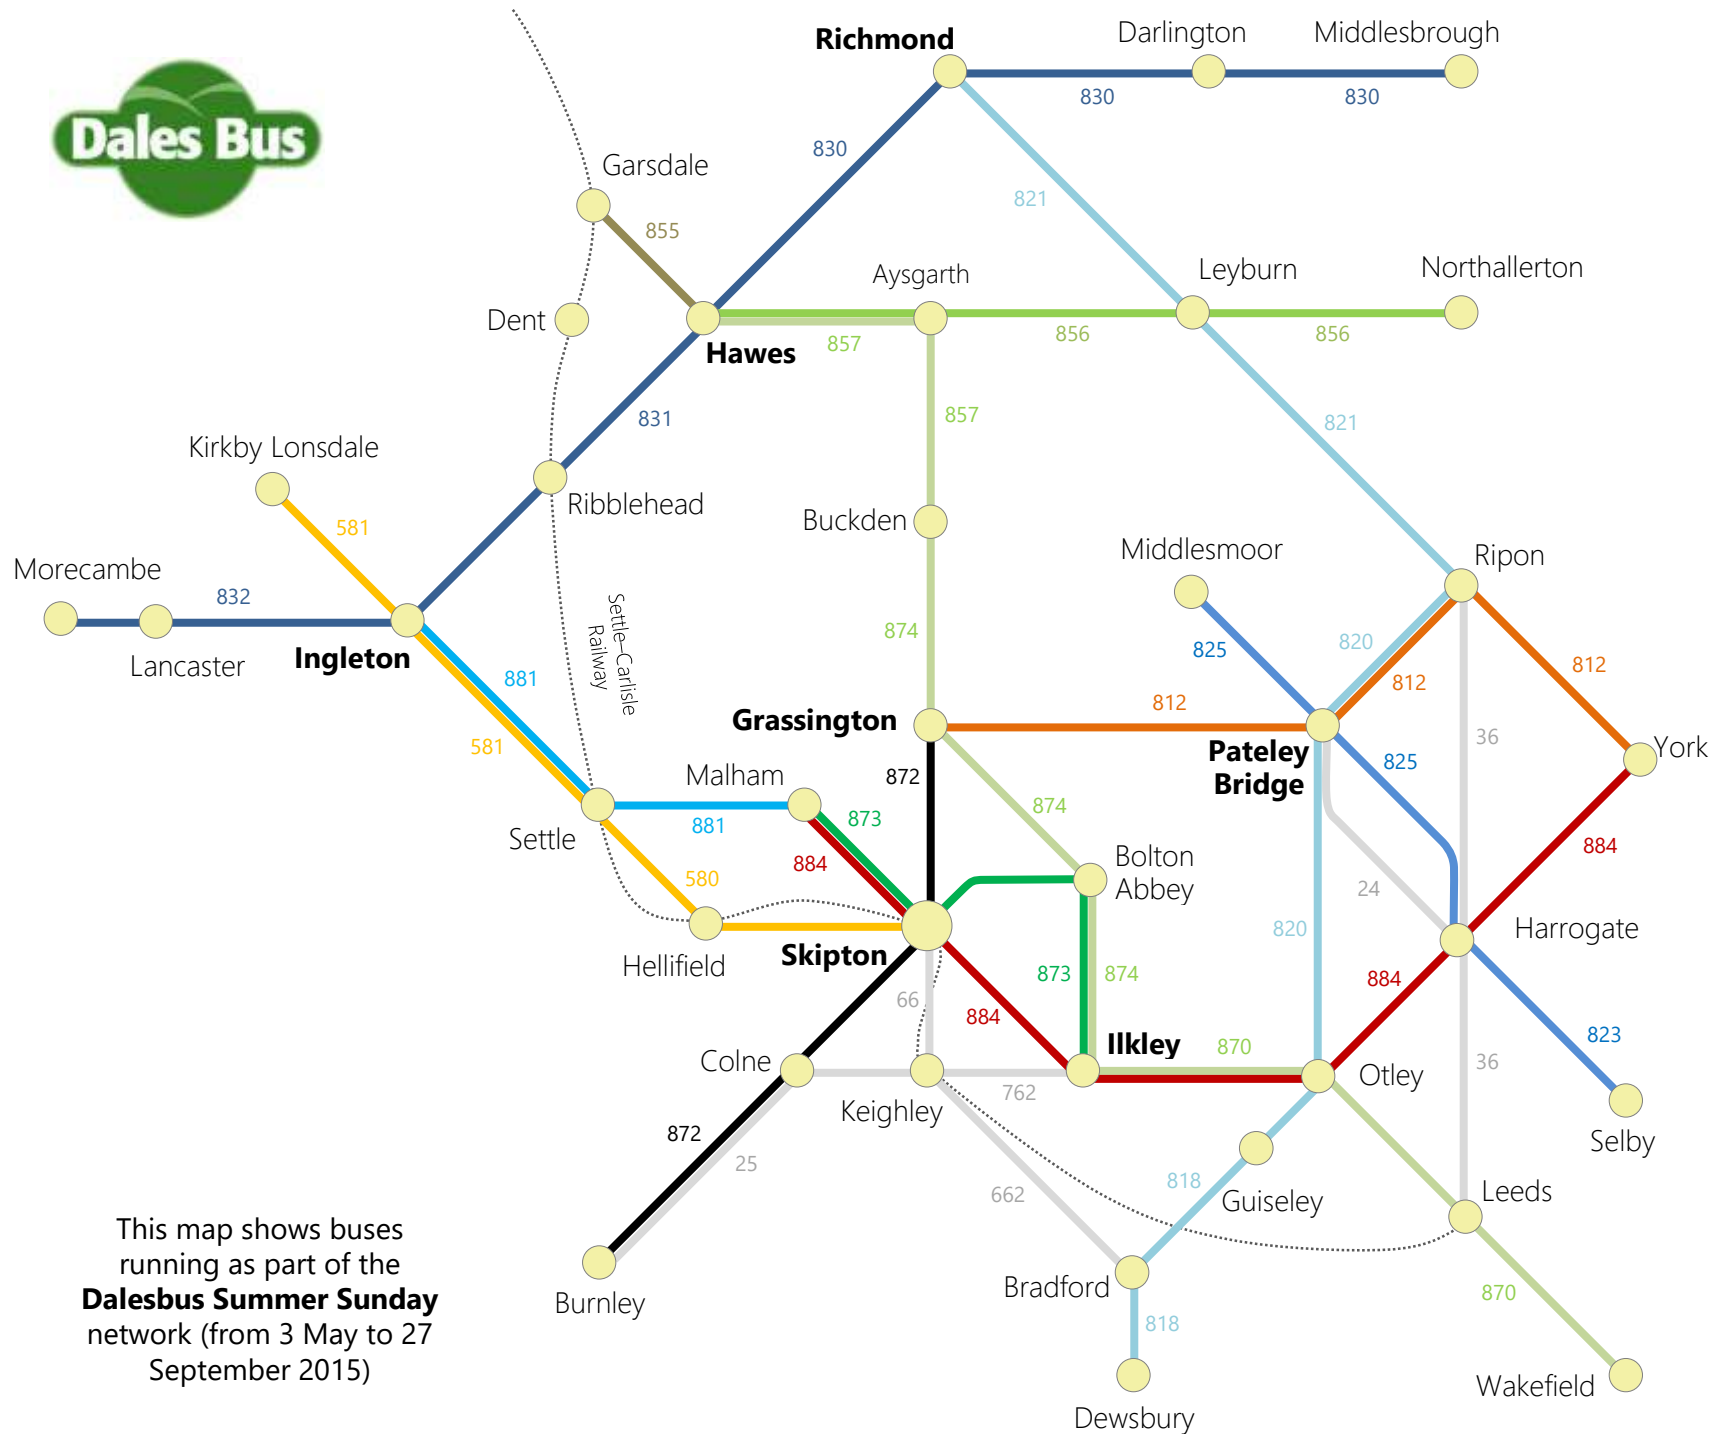 Richmond
Darlington
Middlesbrough
830
830
Dales Bus
830
Garsdale
821
855
Aysgarth
Leyburn
Northallerton
Dent
857
856
856
Hawes
831
857
821
Kirkby Lonsdale
Ribblehead
581
Buckden
Middlesmoor
Ripon
Morecambe
832
Settle–Carlisle
Railway
874
825
820
812
Lancaster
Ingleton
881
812
812
581
Grassington
36
York
Pateley
Bridge
825
Malham
872
874
881
873
Settle
884
884
Bolton
Abbey
580
24
820
Harrogate
Skipton
Hellifield
873
874
884
66
884
823
Ilkley
870
Colne
36
Otley
762
Keighley
872
Selby
25
818
662
Guiseley
Leeds
This map shows buses
running as part of the
Dalesbus Summer Sunday
network (from 3 May to 27
September 2015)
Bradford
870
Burnley
818
Wakefield
Dewsbury